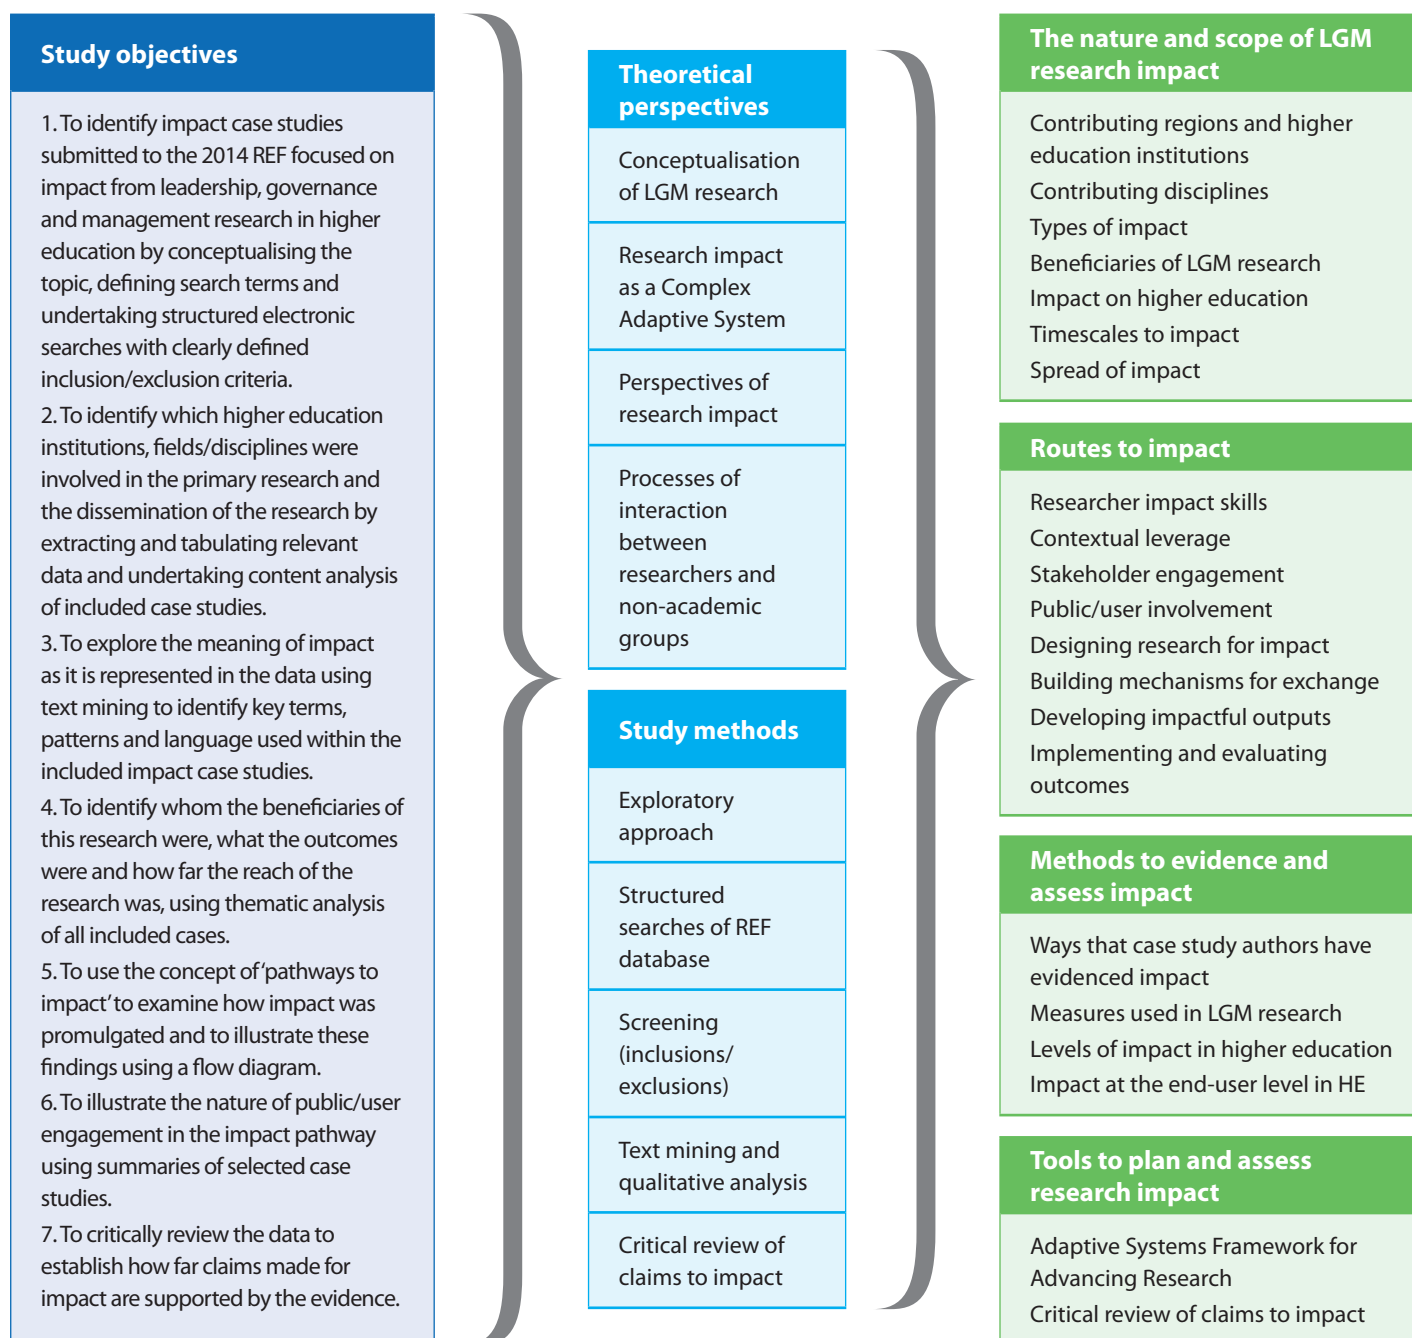 Study objectives
1. To identify impact case studies
submitted to the 2014 REF focused on
impact from leadership, governance
and management research in higher
education by conceptualising the
topic, defining search terms and
undertaking structured electronic
searches with clearly defined
inclusion/exclusion criteria.
2. To identify which higher education
institutions, fields/disciplines were
involved in the primary research and
the dissemination of the research by
extracting and tabulating relevant
data and undertaking content analysis
of included case studies.
3. To explore the meaning of impact
as it is represented in the data using
text mining to identify key terms,
patterns and language used within the
included impact case studies.
4. To identify whom the beneficiaries of
this research were, what the outcomes
were and how far the reach of the
research was, using thematic analysis
of all included cases.
5. To use the concept of 'pathways to
impact' to examine how impact was
promulgated and to illustrate these
findings using a flow diagram.
6. To illustrate the nature of public/user
engagement in the impact pathway
using summaries of selected case
studies.
7. To critically review the data to
establish how far claims made for
impact are supported by the evidence.
Theoretical
perspectives
Conceptualisation
of LGM research
Research impact
as a Complex
Adaptive System
Perspectives of
research impact
Processes of
interaction
between
researchers and
non-academic
groups
Study methods
Exploratory
approach
Structured
searches of REF
database
Screening
(inclusions/
exclusions)
Text mining and
qualitative analysis
Critical review of
claims to impact
The nature and scope of LGM
research impact
Contributing regions and higher
education institutions
Contributing disciplines
Types of impact
Beneficiaries of LGM research
Impact on higher education
Timescales to impact
Spread of impact
Routes to impact
Researcher impact skills
Contextual leverage
Stakeholder engagement
Public/user involvement
Designing research for impact
Building mechanisms for exchange
Developing impactful outputs
Implementing and evaluating
outcomes
Methods to evidence and
assess impact
Ways that case study authors have
evidenced impact
Measures used in LGM research
Levels of impact in higher education
Impact at the end-user level in HE
Tools to plan and assess
research impact
Adaptive Systems Framework for
Advancing Research
Critical review of claims to impact